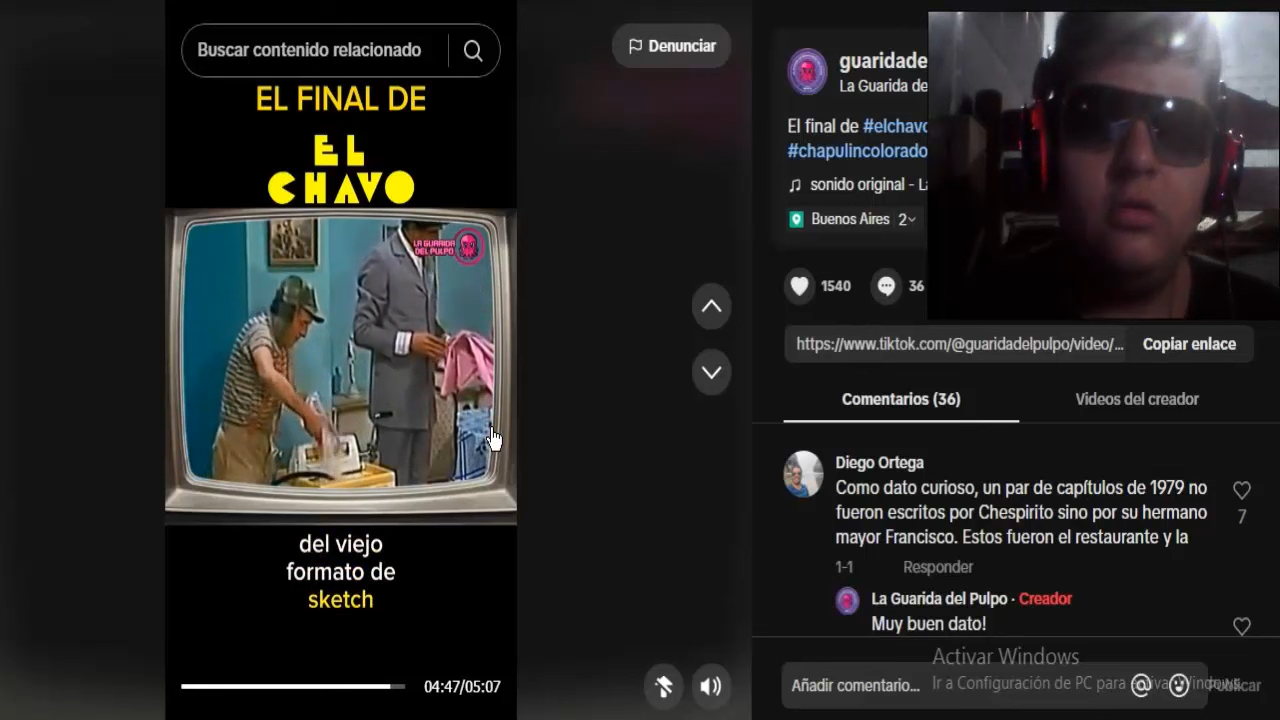 Buscar contenido relacionado
Denunciar
EL FINAL DE
EL
CHAVO
LA GUARIDA
DEL PULPO
del viejo
formato de
sketch
04:47/05:07
guaridade
La Guarida de
El final de #elchavo
#chapulincolorado
sonido original - La
Buenos Aires 2
1540
36
https://www.tiktok.com/@guaridadelpulpo/video/...
Copiar enlace
Comentarios (36)
Videos del creador
Diego Ortega
Como dato curioso, un par de capítulos de 1979 no
fueron escritos por Chespirito sino por su hermano
mayor Francisco. Estos fueron el restaurante y la
7
1-1
Responder
La Guarida del Pulpo · Creador
Muy buen dato!
Activar Windows
Ir a Configuración de PC para activar Windows.
Añadir comentario...
Publicar